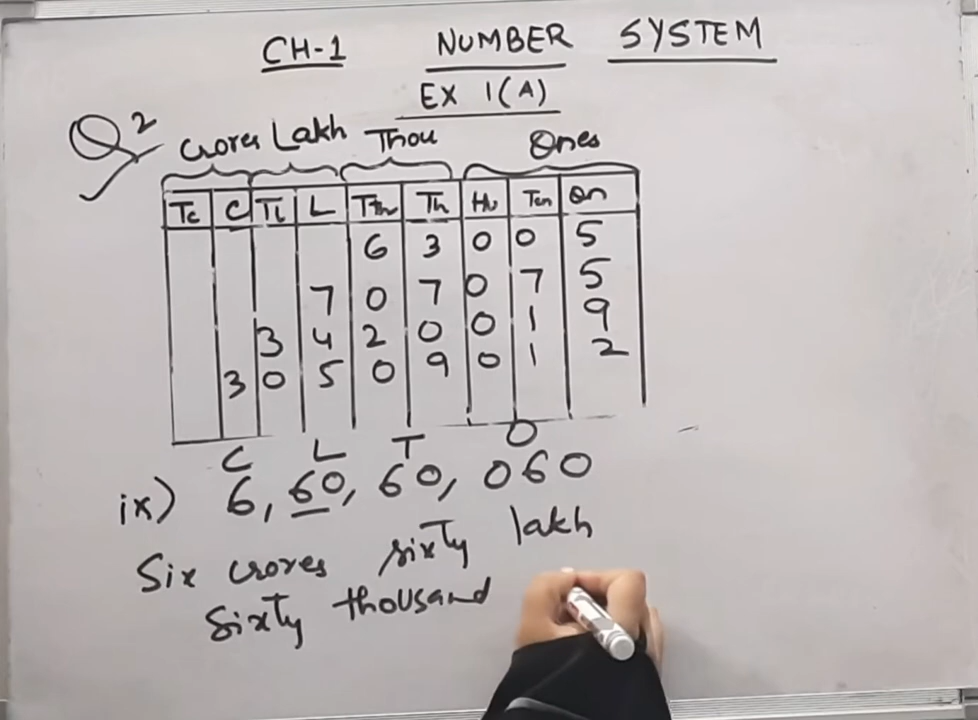 CH-1 NUMBER SYSTEM
EX 1(A)
Q2
Crores Lakh Thou Ones
Tc C TL L Tth Th Hu Ten On
6 3 0 0 5
7 0 7 0 7 5
3 4 2 0 0 1 9
3 0 5 0 9 0 1 2
C L T O
ix) 6, 60, 60, 060
Six crores sixty lakh
Sixty thousand